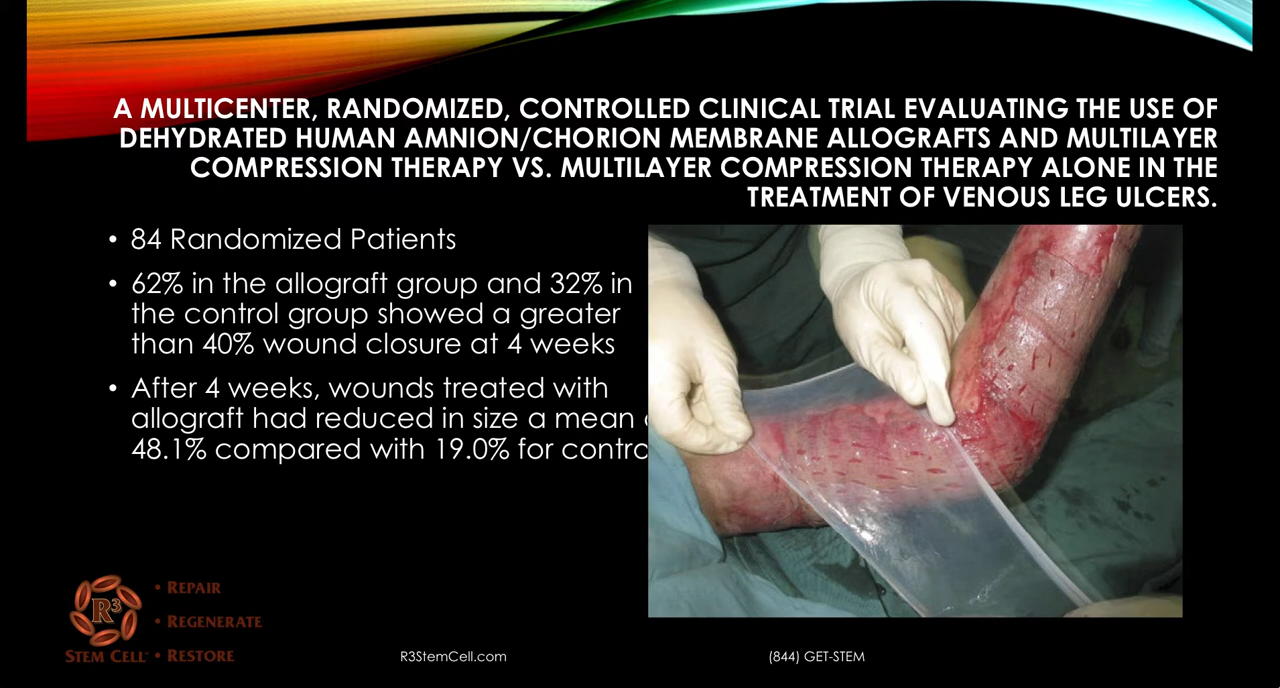 A MULTICENTER, RANDOMIZED, CONTROLLED CLINICAL TRIAL EVALUATING THE USE OF
DEHYDRATED HUMAN AMNION/CHORION MEMBRANE ALLOGRAFTS AND MULTILAYER
COMPRESSION THERAPY VS. MULTILAYER COMPRESSION THERAPY ALONE IN THE
TREATMENT OF VENOUS LEG ULCERS.
• 84 Randomized Patients
• 62% in the allograft group and 32% in
the control group showed a greater
than 40% wound closure at 4 weeks
• After 4 weeks, wounds treated with
allograft had reduced in size a mean
48.1% compared with 19.0% for contro
R³
STEM CELL
• REPAIR
• REGENERATE
• RESTORE
R3StemCell.com
(844) GET-STEM